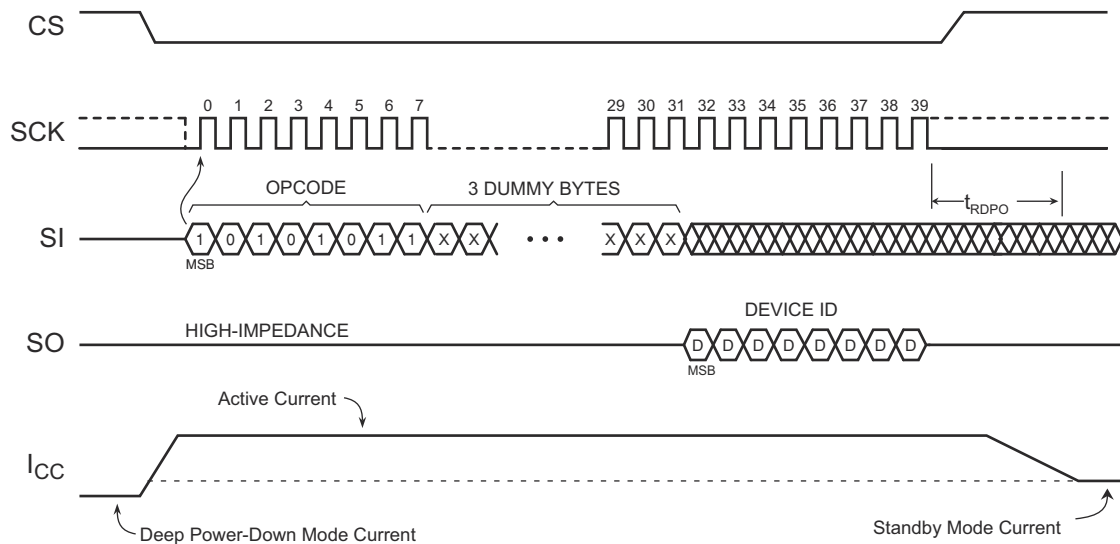 CS
0 1 2 3 4 5 6 7 29 30 31 32 33 34 35 36 37 38 39
SCK
OPCODE 3 DUMMY BYTES tRDPO
SI 1 0 1 0 1 0 1 1 X X • • • X X X
MSB
DEVICE ID
HIGH-IMPEDANCE
SO D D D D D D D D
MSB
Active Current
ICC
Deep Power-Down Mode Current
Standby Mode Current